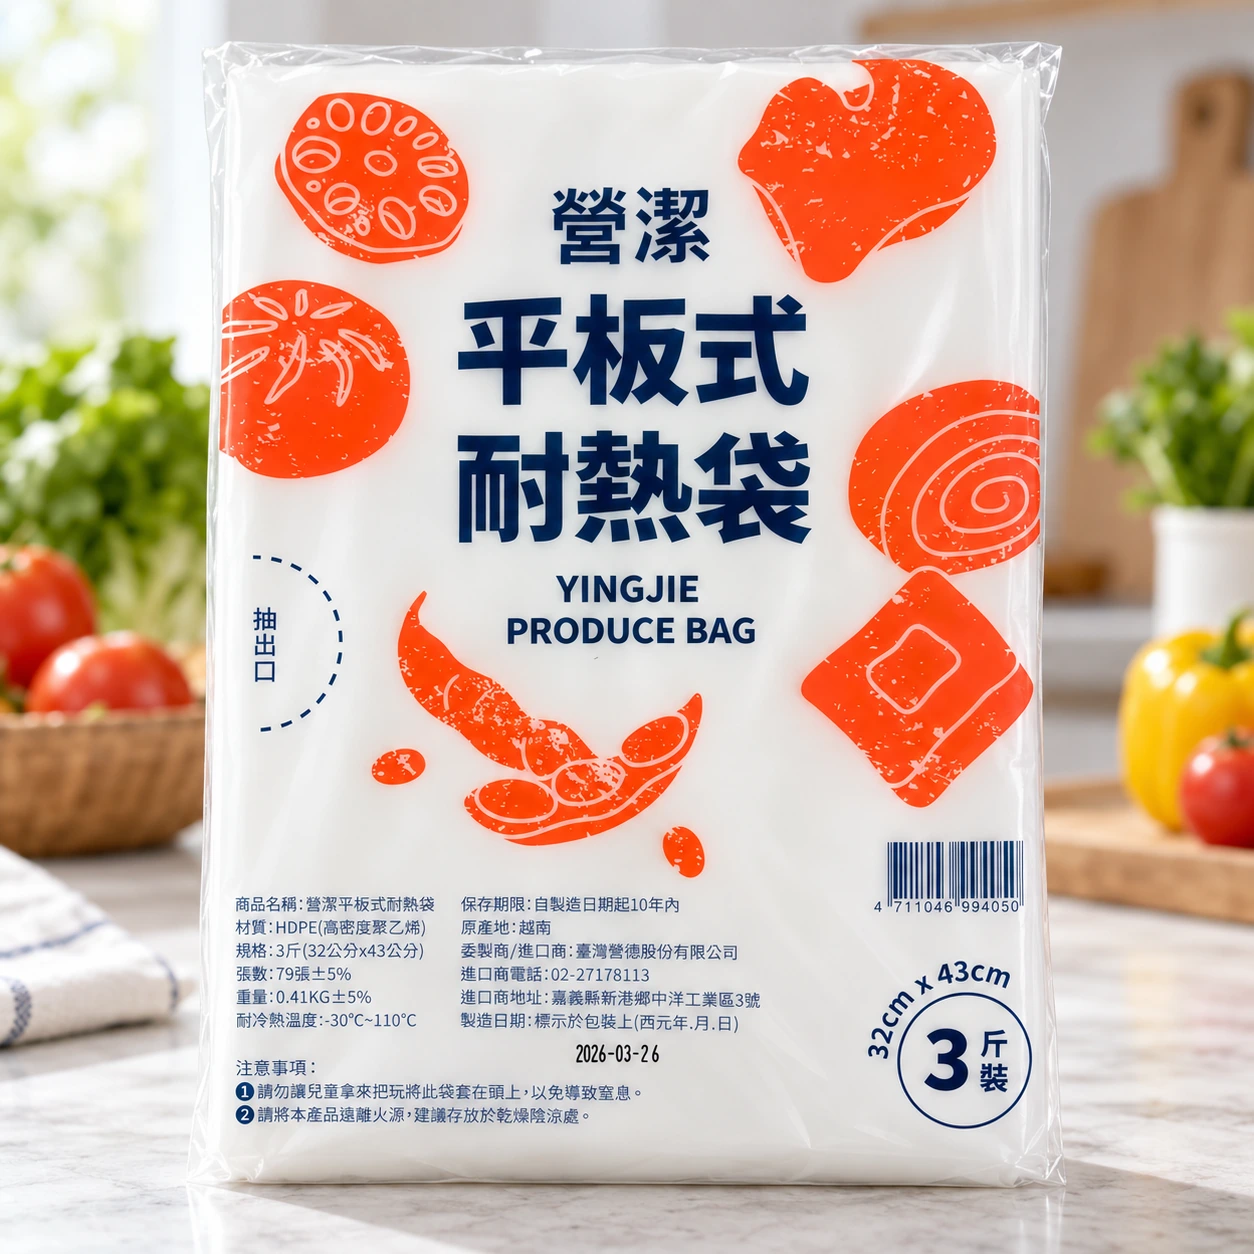 營潔
平板式
耐熱袋
YINGJIE
PRODUCE BAG
抽出口
商品名稱：營潔平板式耐熱袋
材質：HDPE(高密度聚乙烯)
規格：3斤(32公分x43公分)
張數：79張±5%
重量：0.41KG±5%
耐冷熱溫度：-30°C~110°C
保存期限：自製造日期起10年內
原產地：越南
委製商/進口商：臺灣營德股份有限公司
進口商電話：02-27178113
進口商地址：嘉義縣新港鄉中洋工業區3號
製造日期：標示於包裝上(西元年.月.日)
2026-03-26
注意事項：
1 請勿讓兒童拿來把玩將此袋套在頭上，以免導致窒息。
2 請將本產品遠離火源，建議存放於乾燥陰涼處。
4 711046 994050
32cm x 43cm
3斤裝